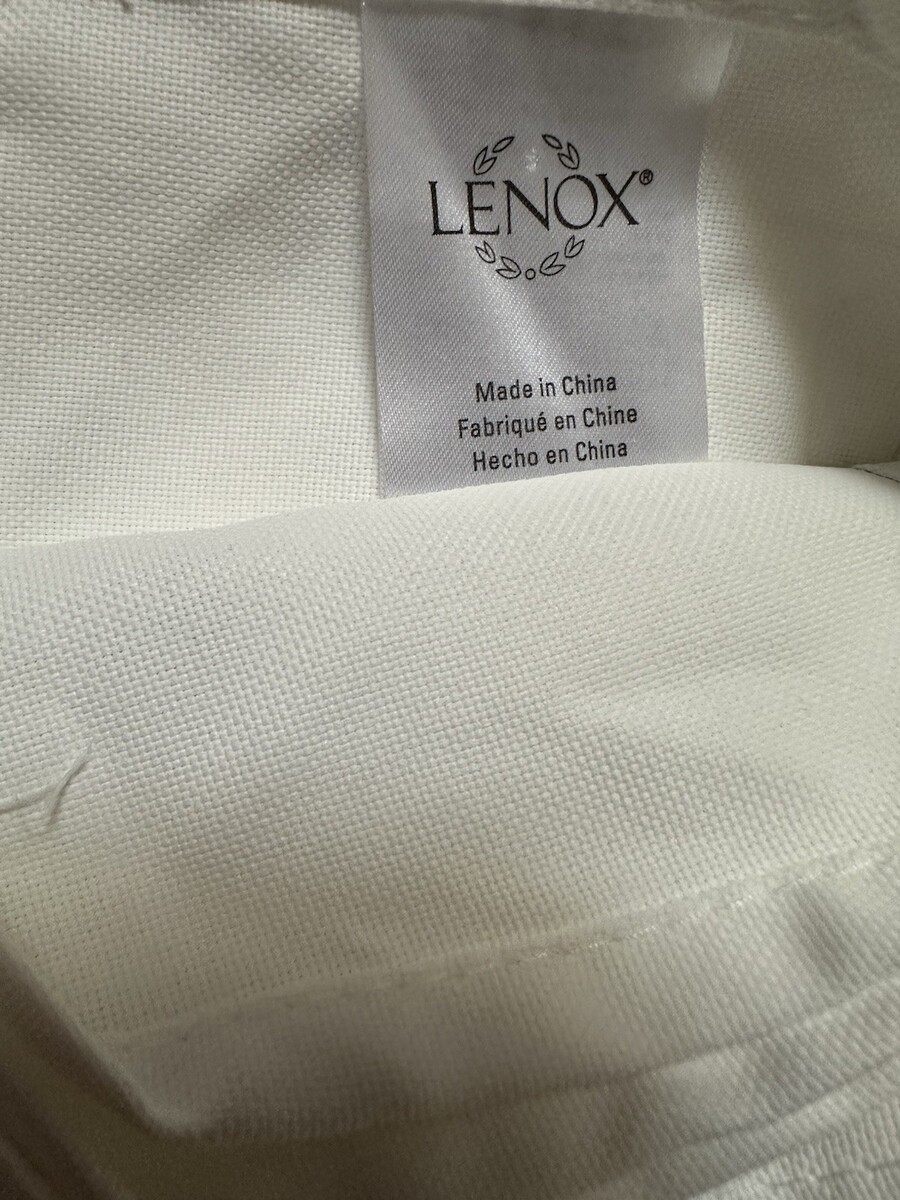 LENOX®
Made in China
Fabriqué en Chine
Hecho en China